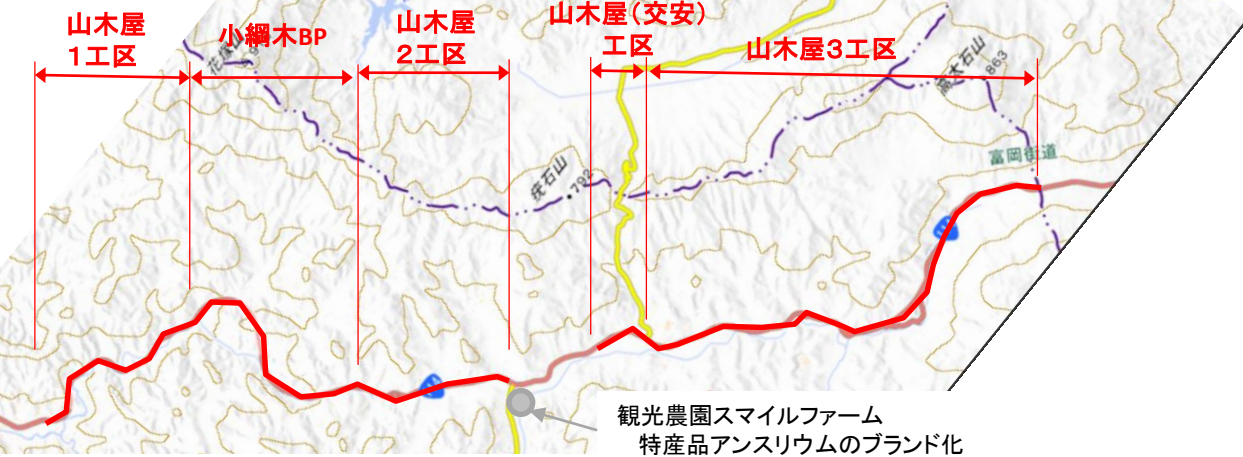 山木屋
1工区
小綱木BP
山木屋
2工区
山木屋(交安)
工区
山木屋3工区
高木石山
863
富岡街道
疣石山
792
観光農園スマイルファーム
特産品アンスリウムのブランド化